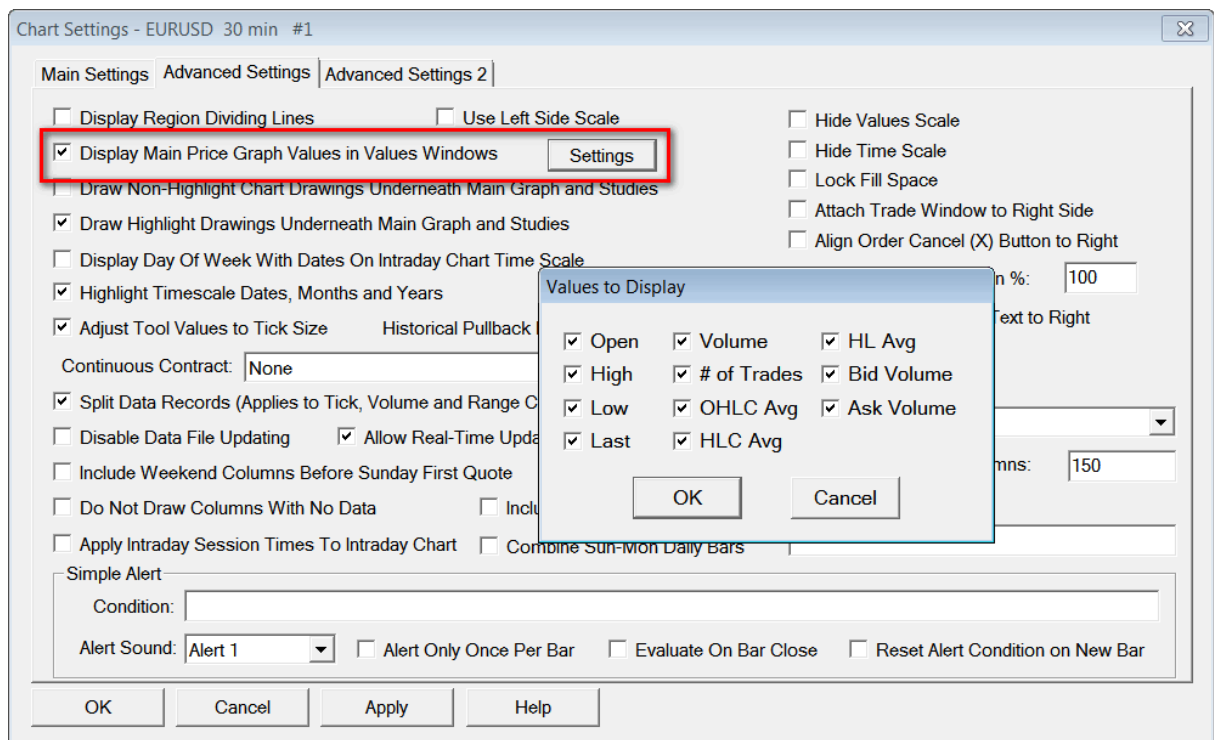 Chart Settings - EURUSD 30 min #1
Main Settings Advanced Settings Advanced Settings 2
Display Region Dividing Lines Use Left Side Scale Hide Values Scale
Display Main Price Graph Values in Values Windows Settings Hide Time Scale
Draw Non-Highlight Chart Drawings Underneath Main Graph and Studies Lock Fill Space
Draw Highlight Drawings Underneath Main Graph and Studies Attach Trade Window to Right Side
Align Order Cancel (X) Button to Right
Display Day Of Week With Dates On Intraday Chart Time Scale
Highlight Timescale Dates, Months and Years n %: 100
Adjust Tool Values to Tick Size Historical Pullback Text to Right
Continuous Contract: None
Split Data Records (Applies to Tick, Volume and Range C
Disable Data File Updating Allow Real-Time Upda
Include Weekend Columns Before Sunday First Quote mns: 150
Do Not Draw Columns With No Data Inclu
Apply Intraday Session Times To Intraday Chart Combine Sun-Mon Daily Bars
Values to Display
Open Volume HL Avg
High # of Trades Bid Volume
Low OHLC Avg Ask Volume
Last HLC Avg
OK Cancel
Simple Alert
Condition:
Alert Sound: Alert 1 Alert Only Once Per Bar Evaluate On Bar Close Reset Alert Condition on New Bar
OK Cancel Apply Help